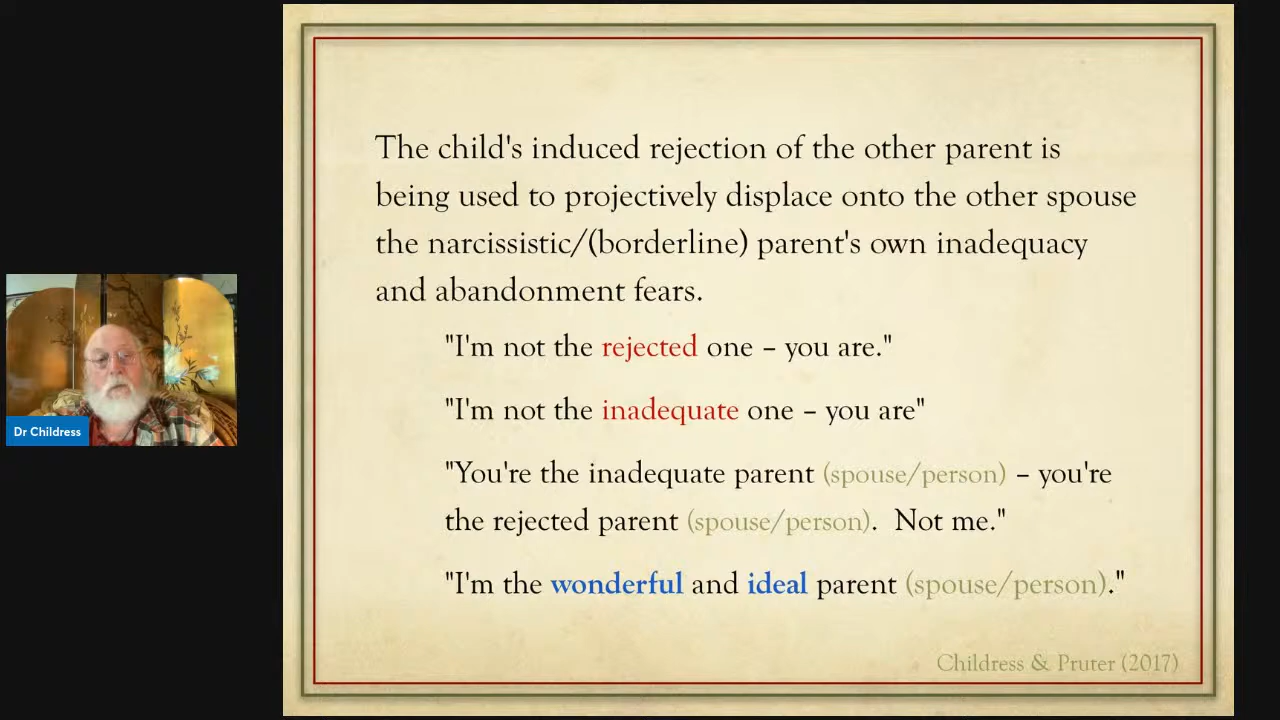 The child's induced rejection of the other parent is
being used to projectively displace onto the other spouse
the narcissistic/(borderline) parent's own inadequacy
and abandonment fears.
"I'm not the rejected one – you are."
"I'm not the inadequate one – you are"
"You're the inadequate parent (spouse/person) – you're
the rejected parent (spouse/person).  Not me."
"I'm the wonderful and ideal parent (spouse/person)."
Childress & Pruter (2017)
Dr Childress